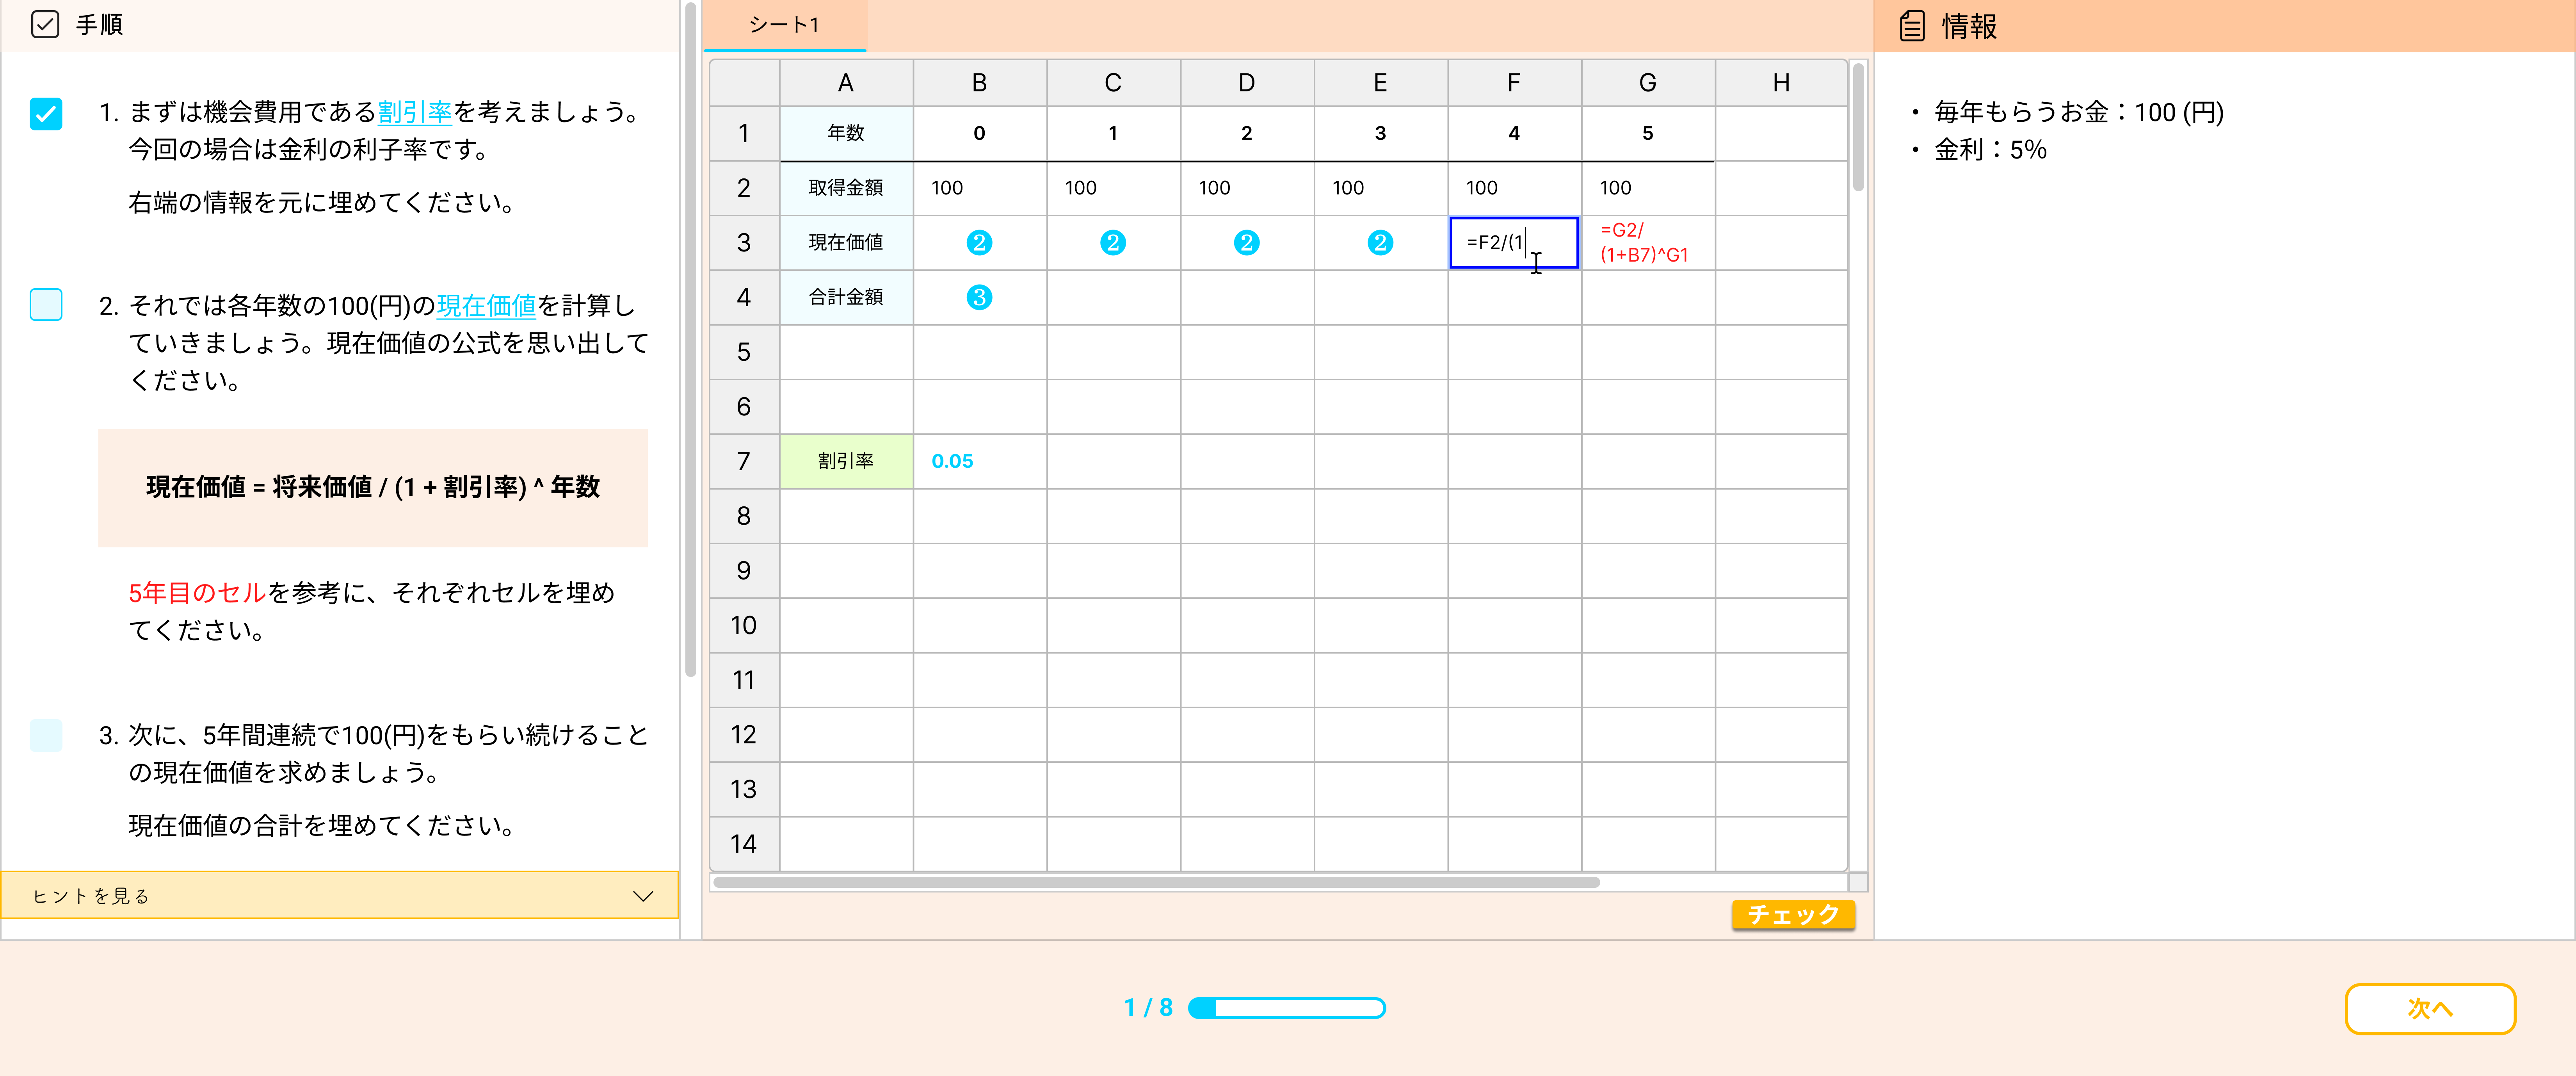 手順
1. まずは機会費用である割引率を考えましょう。
今回の場合は金利の利子率です。
右端の情報を元に埋めてください。
2. それでは各年数の100(円)の現在価値を計算し
ていきましょう。現在価値の公式を思い出して
ください。
現在価値 = 将来価値 / (1 + 割引率) ^ 年数
5年目のセルを参考に、それぞれセルを埋め
てください。
3. 次に、5年間連続で100(円)をもらい続けること
の現在価値を求めましょう。
現在価値の合計を埋めてください。
ヒントを見る
シート1
A B C D E F G H
1 年数 0 1 2 3 4 5
2 取得金額 100 100 100 100 100 100
3 現在価値 ❷ ❷ ❷ ❷ =F2/(1 =G2/
(1+B7)^G1
4 合計金額 ❸
5
6
7 割引率 0.05
8
9
10
11
12
13
14
チェック
情報
・ 毎年もらうお金：100 (円)
・ 金利：5%
1 / 8
次へ